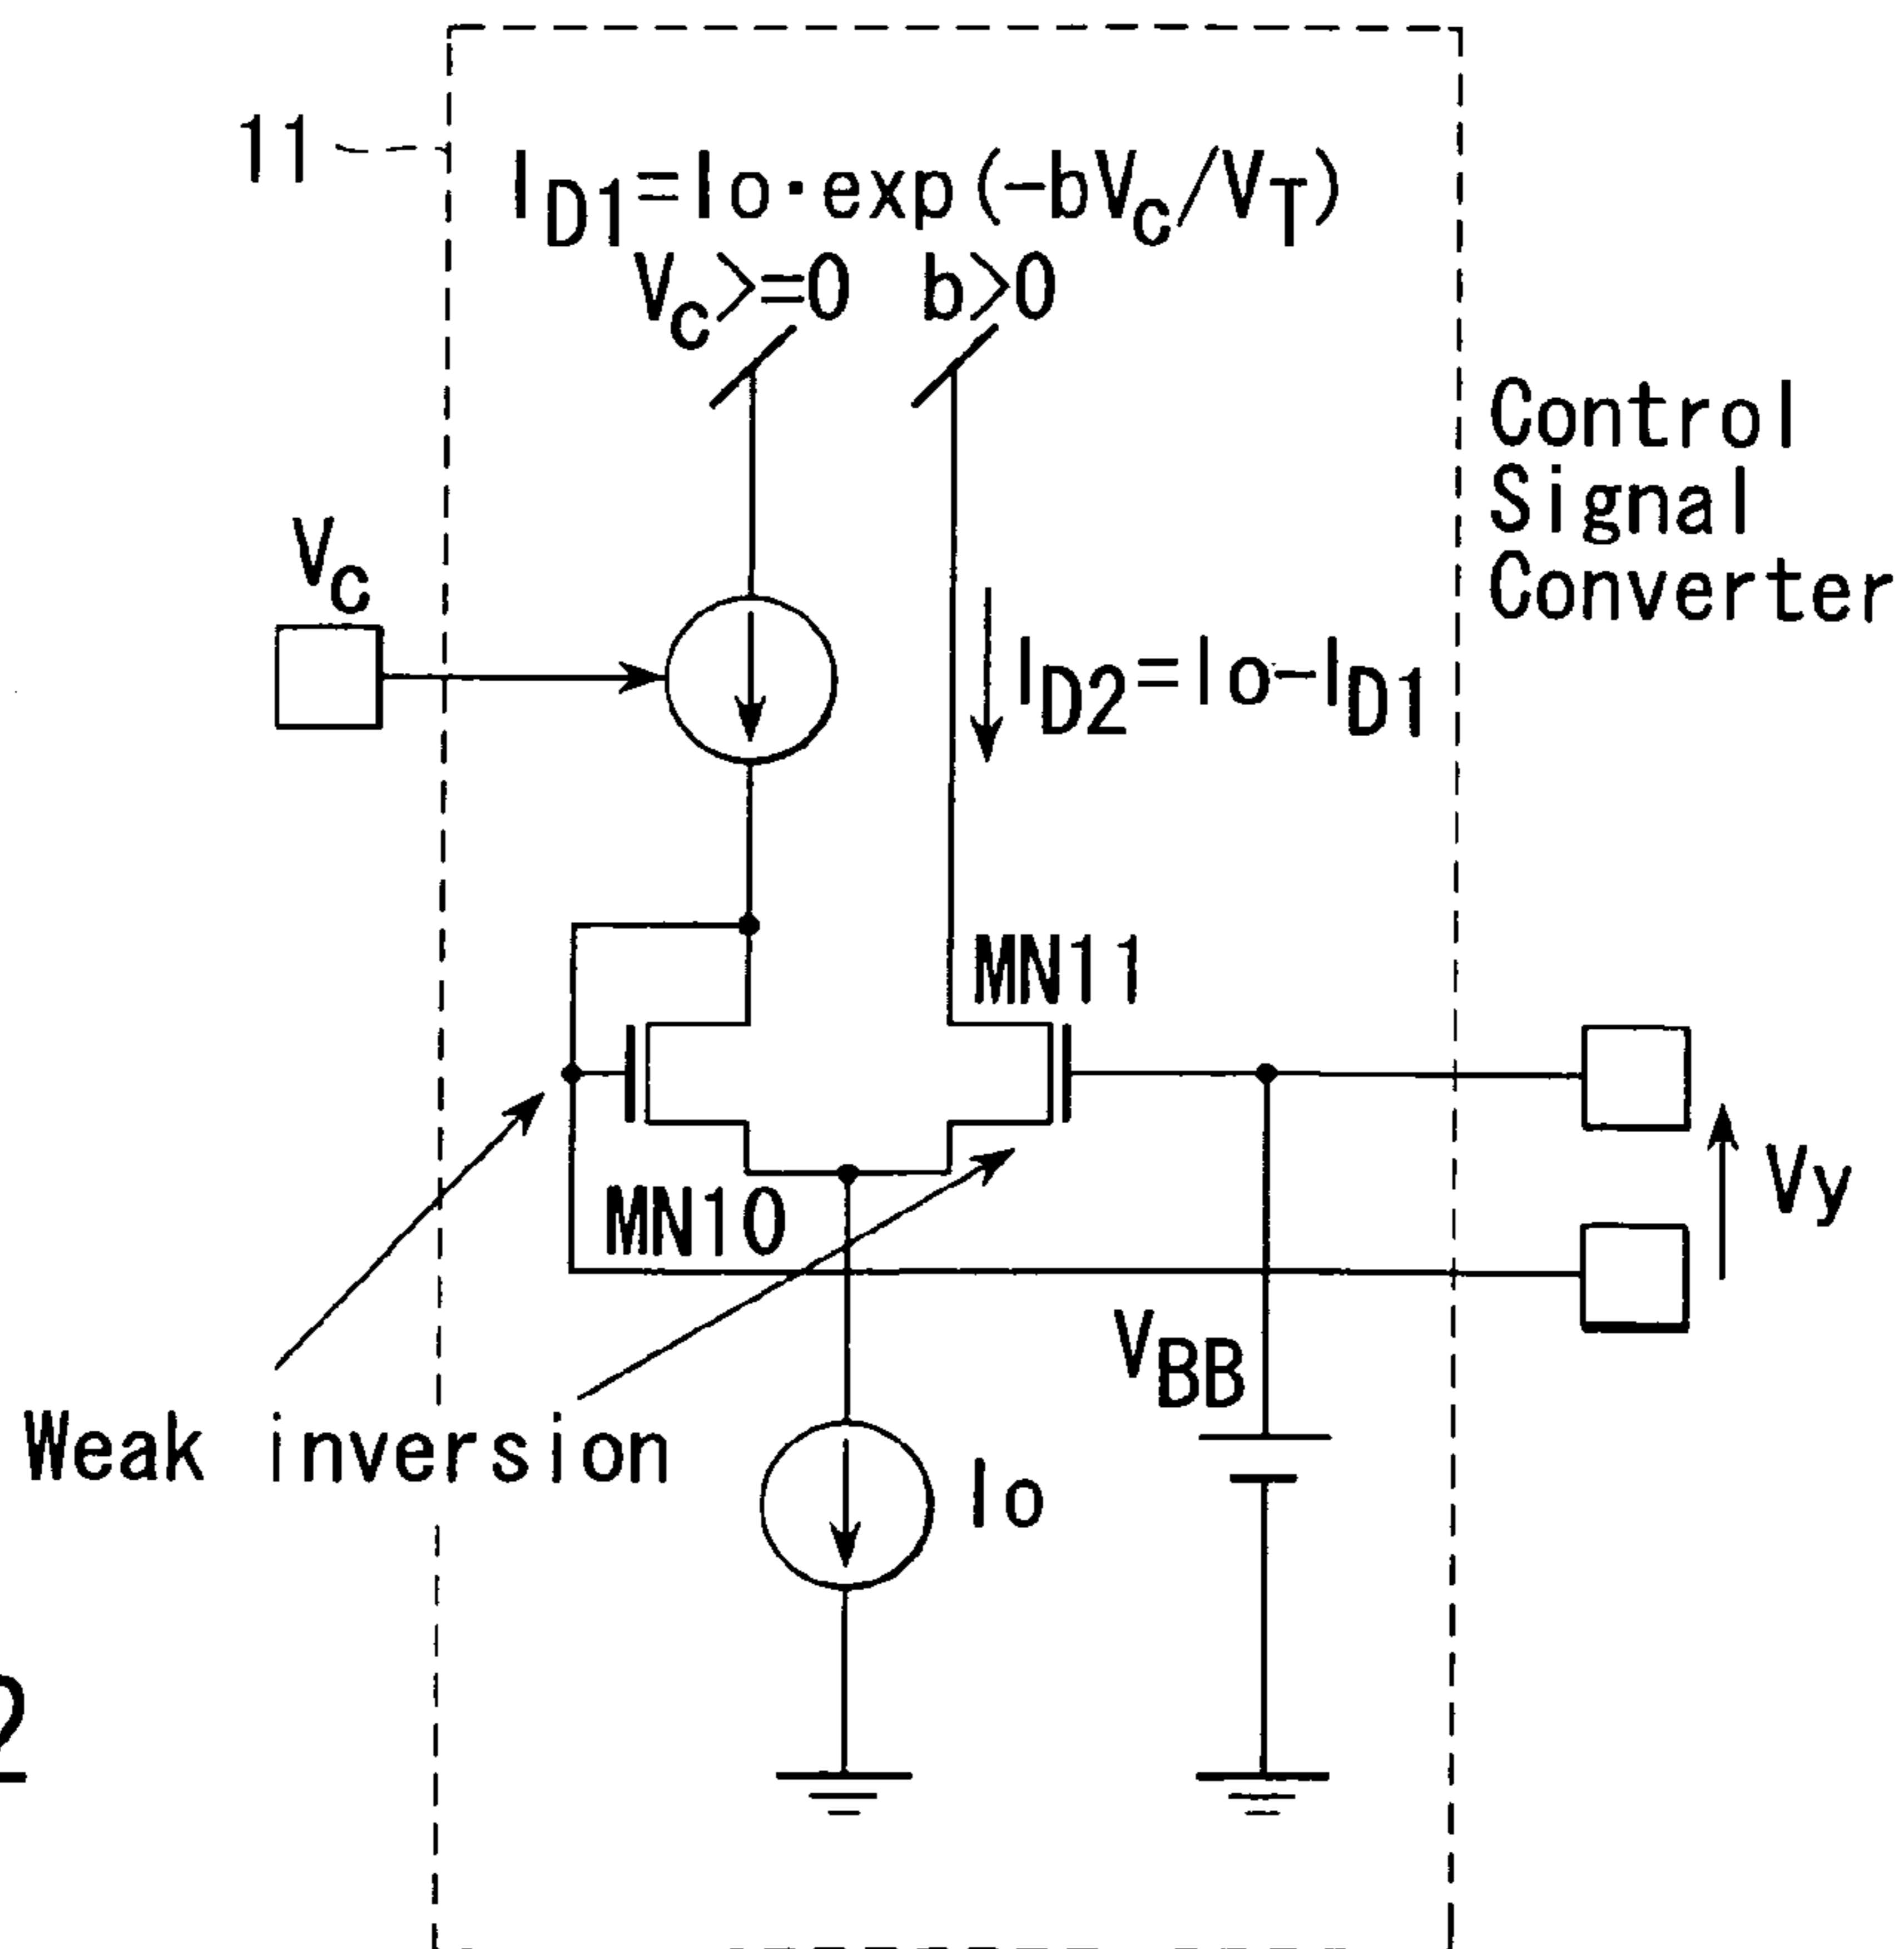 11
I_D1=Io·exp(-bV_C/V_T)
V_C>=0 b>0
Control
Signal
Converter
V_C
I_D2=Io-I_D1
MN11
Vy
MN10
V_BB
Weak inversion
Io
2